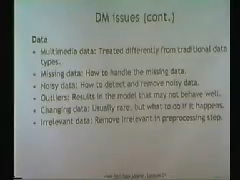 DM issues (cont.)
Data
• Multimedia data: Treated differently from traditional data
types.
• Missing data: How to handle the missing data.
• Noisy data: How to detect and remove noisy data.
• Outliers: Results in the model that may not behave well.
• Changing data: Usually rare, but what to do if it happens.
• Irrelevant data: Remove irrelevant in preprocessing step.